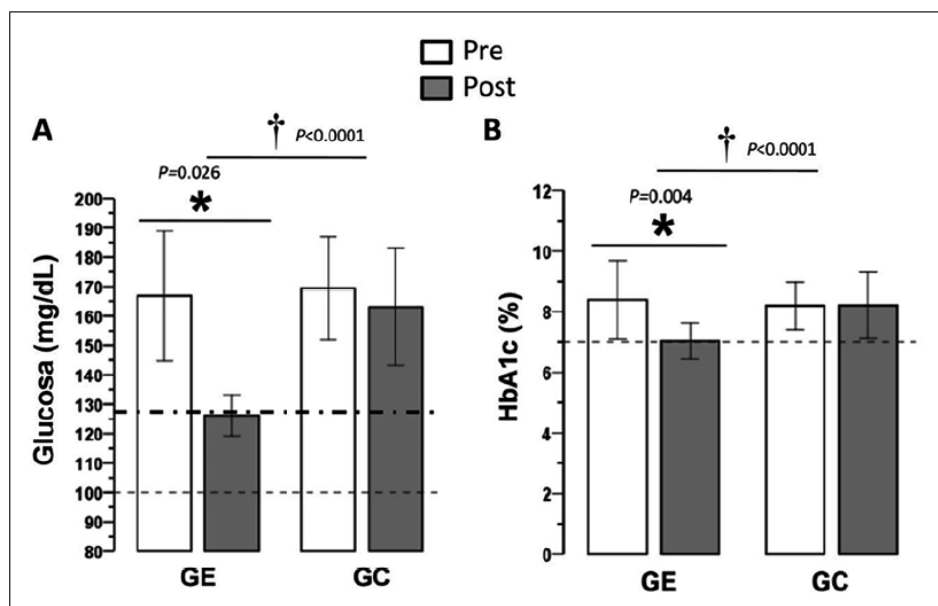 Pre
Post
A
† P<0.0001
P=0.026
*
Glucosa (mg/dL)
200
190
180
170
160
150
140
130
120
110
100
90
80
GE
GC
B
† P<0.0001
P=0.004
*
HbA1c (%)
12
10
8
6
4
2
0
GE
GC